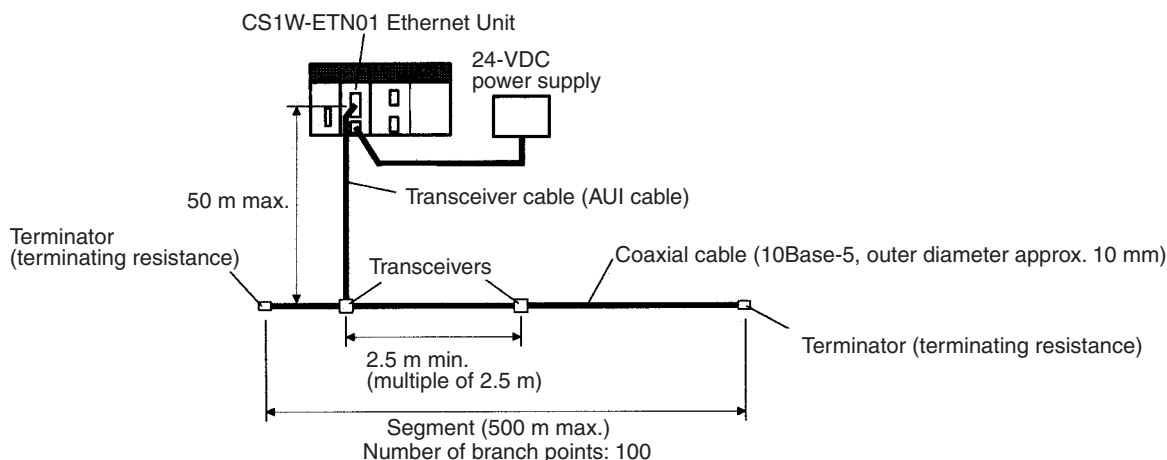 CS1W-ETN01 Ethernet Unit
24-VDC
power supply
50 m max.
Transceiver cable (AUI cable)
Terminator
(terminating resistance)
Transceivers
Coaxial cable (10Base-5, outer diameter approx. 10 mm)
2.5 m min.
(multiple of 2.5 m)
Terminator (terminating resistance)
Segment (500 m max.)
Number of branch points: 100